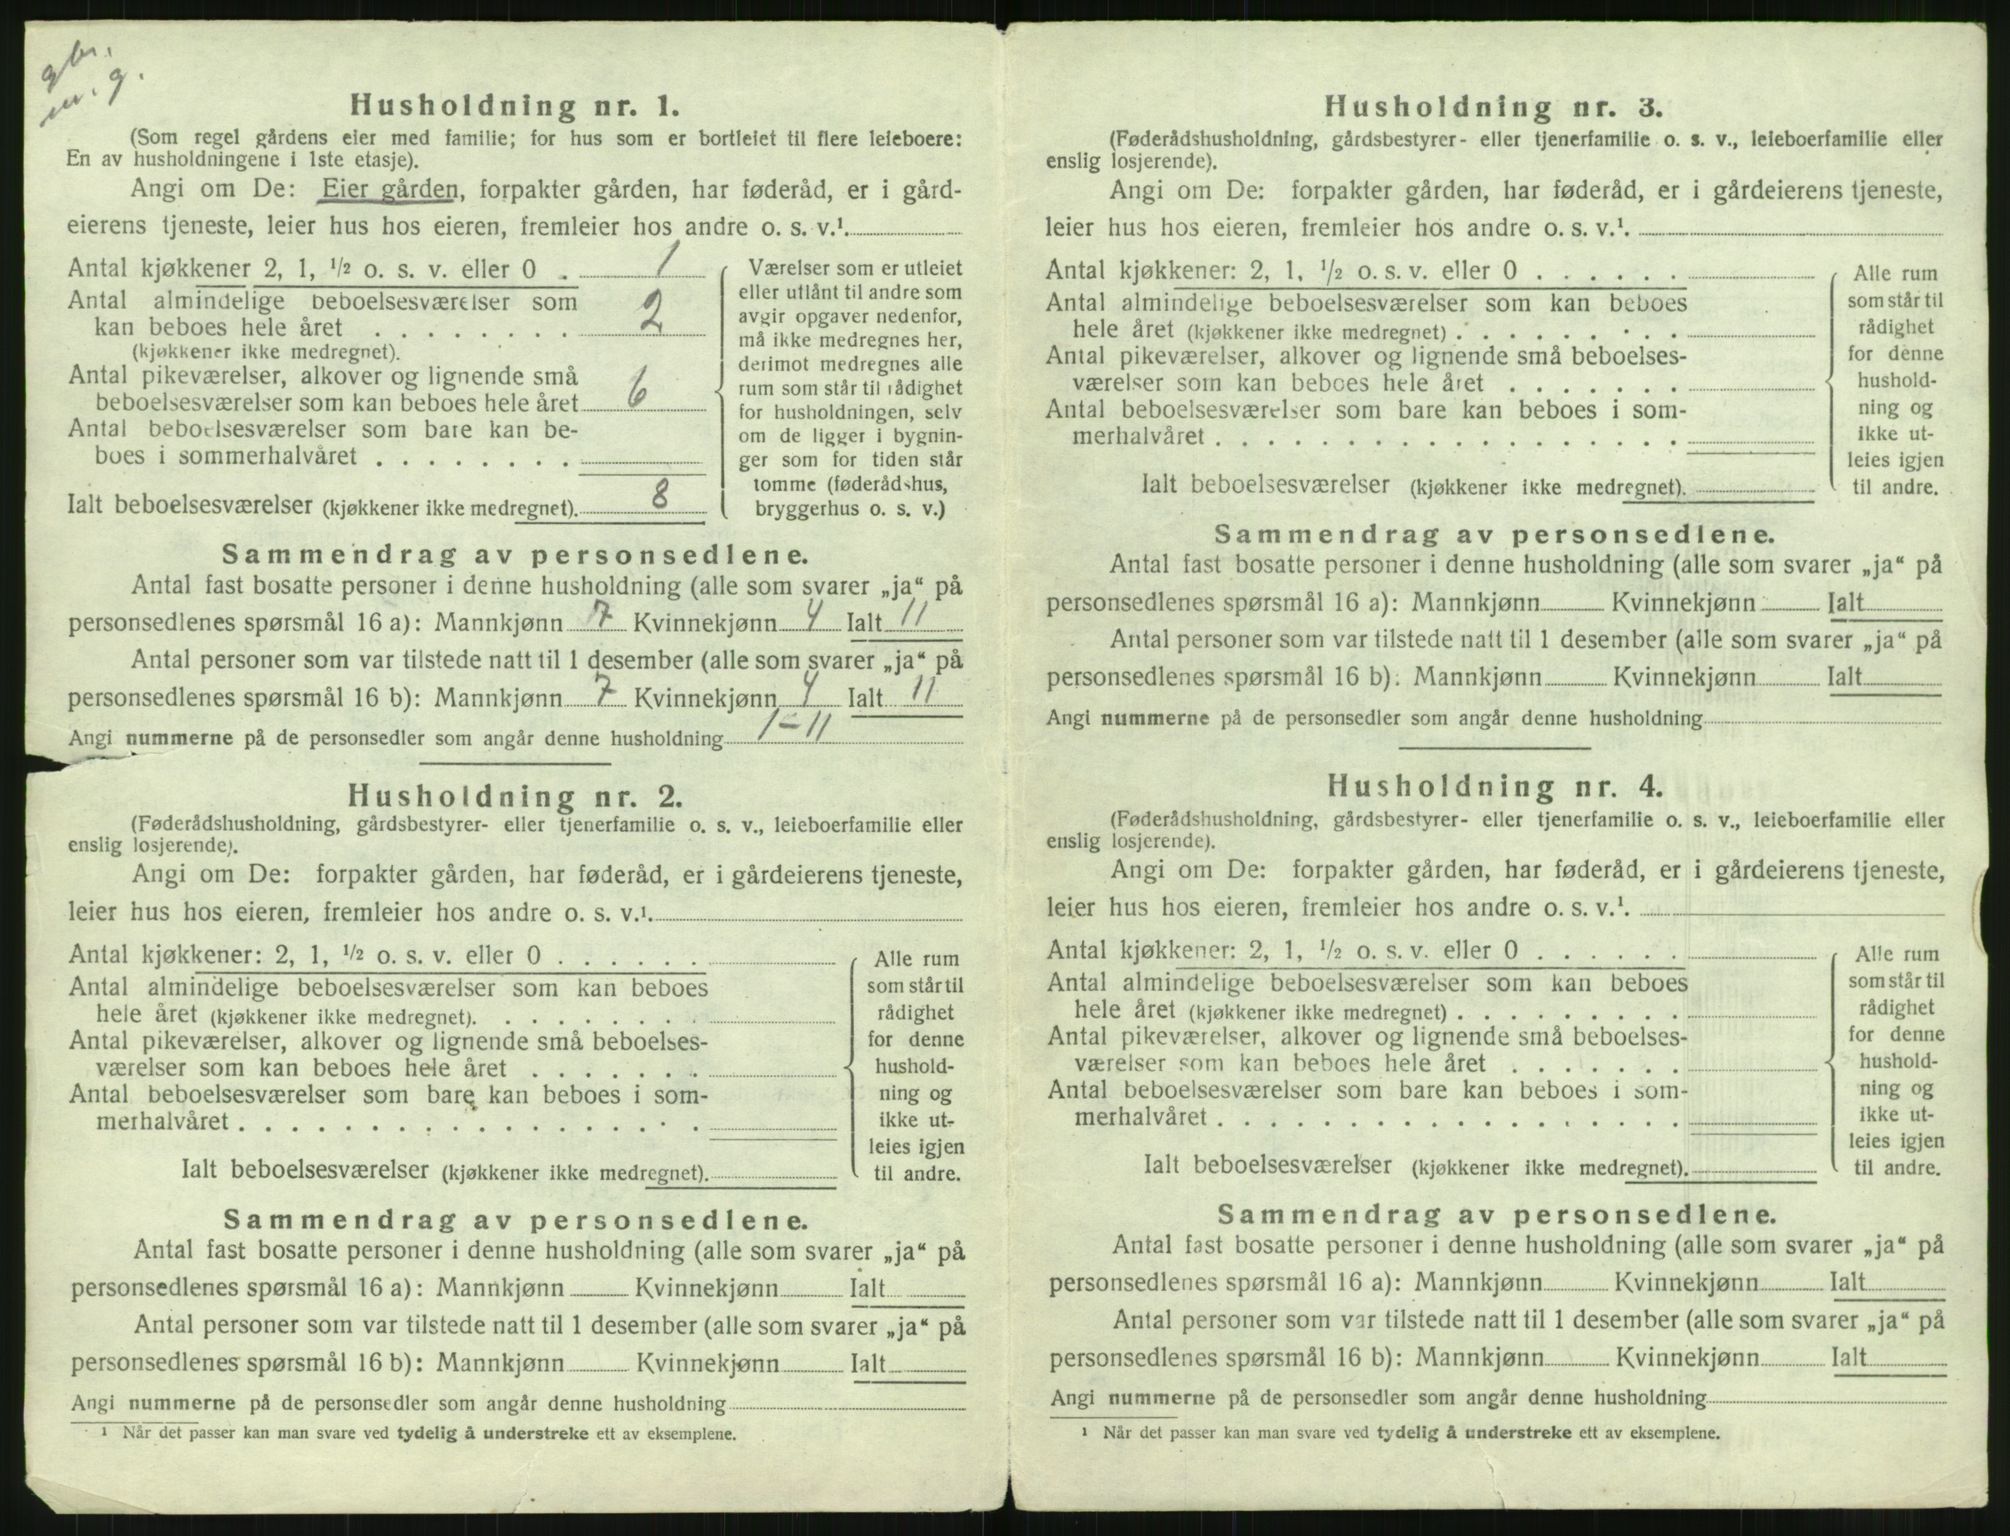 gbr.
m. g.
Husholdning nr. 1.
(Som regel gårdens eier med familie; for hus som er bortleiet til flere leieboere:
En av husholdningene i 1ste etasje).
Angi om De: Eier gården, forpakter gården, har føderåd, er i gård-
eierens tjeneste, leier hus hos eieren, fremleier hos andre o. s. v.¹
Antal kjøkkener 2, 1, ½ o. s. v. eller 0 . 1
Antal almindelige beboelsesværelser som
kan beboes hele året . . . . . . . . 2
(kjøkkener ikke medregnet).
Antal pikeværelser, alkover og lignende små
beboelsesværelser som kan beboes hele året 6
Antal beboelsesværelser som bare kan be-
boes i sommerhalvåret . . . . . . . .
Ialt beboelsesværelser (kjøkkener ikke medregnet). 8
Værelser som er utleiet
eller utlånt til andre som
avgir opgaver nedenfor,
må ikke medregnes her,
derimot medregnes alle
rum som står til rådighet
for husholdningen, selv
om de ligger i bygnin-
ger som for tiden står
tomme (føderådshus,
bryggerhus o. s. v.)
Sammendrag av personsedlene.
Antal fast bosatte personer i denne husholdning (alle som svarer „ja“ på
personsedlenes spørsmål 16 a): Mannkjønn 7 Kvinnekjønn 4 Ialt 11
Antal personer som var tilstede natt til 1 desember (alle som svarer „ja“ på
personsedlenes spørsmål 16 b): Mannkjønn 7 Kvinnekjønn 4 Ialt 11
Angi nummerne på de personsedler som angår denne husholdning 1-11
Husholdning nr. 2.
(Føderådshusholdning, gårdsbestyrer- eller tjenerfamilie o. s. v., leieboerfamilie eller
enslig losjerende).
Angi om De: forpakter gården, har føderåd, er i gårdeierens tjeneste,
leier hus hos eieren, fremleier hos andre o. s. v.¹
Antal kjøkkener: 2, 1, ½ o. s. v. eller 0 . . . . . .
Antal almindelige beboelsesværelser som kan beboes
hele året (kjøkkener ikke medregnet). . . . . . . . .
Antal pikeværelser, alkover og lignende små beboelses-
værelser som kan beboes hele året . . . . . . .
Antal beboelsesværelser som bare kan beboes i som-
merhalvåret . . . . . . . . . . . . . . . . . .
Ialt beboelsesværelser (kjøkkener ikke medregnet).
Alle rum
som står til
rådighet
for denne
hushold-
ning og
ikke ut-
leies igjen
til andre.
Sammendrag av personsedlene.
Antal fast bosatte personer i denne husholdning (alle som svarer „ja“ på
personsedlenes spørsmål 16 a): Mannkjønn Kvinnekjønn Ialt
Antal personer som var tilstede natt til 1 desember (alle som svarer „ja“ på
personsedlenes spørsmål 16 b): Mannkjønn Kvinnekjønn Ialt
Angi nummerne på de personsedler som angår denne husholdning
¹ Når det passer kan man svare ved tydelig å understreke ett av eksemplene.
Husholdning nr. 3.
(Føderådshusholdning, gårdsbestyrer- eller tjenerfamilie o. s. v., leieboerfamilie eller
enslig losjerende).
Angi om De: forpakter gården, har føderåd, er i gårdeierens tjeneste,
leier hus hos eieren, fremleier hos andre o. s. v.¹
Antal kjøkkener: 2, 1, ½ o. s. v. eller 0 . . . . . .
Antal almindelige beboelsesværelser som kan beboes
hele året (kjøkkener ikke medregnet) . . . . . . . . .
Antal pikeværelser, alkover og lignende små beboelses-
værelser som kan beboes hele året . . . . . . .
Antal beboelsesværelser som bare kan beboes i som-
merhalvåret . . . . . . . . . . . . . . . . . .
Ialt beboelsesværelser (kjøkkener ikke medregnet).
Alle rum
som står til
rådighet
for denne
hushold-
ning og
ikke ut-
leies igjen
til andre.
Sammendrag av personsedlene.
Antal fast bosatte personer i denne husholdning (alle som svarer „ja“ på
personsedlenes spørsmål 16 a): Mannkjønn Kvinnekjønn Ialt
Antal personer som var tilstede natt til 1 desember (alle som svarer „ja“ på
personsedlenes spørsmål 16 b): Mannkjønn Kvinnekjønn Ialt
Angi nummerne på de personsedler som angår denne husholdning
Husholdning nr. 4.
(Føderådshusholdning, gårdsbestyrer- eller tjenerfamilie o. s. v., leieboerfamilie eller
enslig losjerende).
Angi om De: forpakter gården, har føderåd, er i gårdeierens tjeneste,
leier hus hos eieren, fremleier hos andre o. s. v.¹
Antal kjøkkener: 2, 1, ½ o. s. v. eller 0 . . . . . .
Antal almindelige beboelsesværelser som kan beboes
hele året (kjøkkener ikke medregnet) . . . . . . . . .
Antal pikeværelser, alkover og lignende små beboelses-
værelser som kan beboes hele året . . . . . . .
Antal beboelsesværelser som bare kan beboes i som-
merhalvåret . . . . . . . . . . . . . . . . . .
Ialt beboelsesværelser (kjøkkener ikke medregnet).
Alle rum
som står til
rådighet
for denne
hushold-
ning og
ikke ut-
leies igjen
til andre.
Sammendrag av personsedlene.
Antal fast bosatte personer i denne husholdning (alle som svarer „ja“ på
personsedlenes spørsmål 16 a): Mannkjønn Kvinnekjønn Ialt
Antal personer som var tilstede natt til 1 desember (alle som svarer „ja“ på
personsedlenes spørsmål 16 b): Mannkjønn Kvinnekjønn Ialt
Angi nummerne på de personsedler som angår denne husholdning
¹ Når det passer kan man svare ved tydelig å understreke ett av eksemplene.